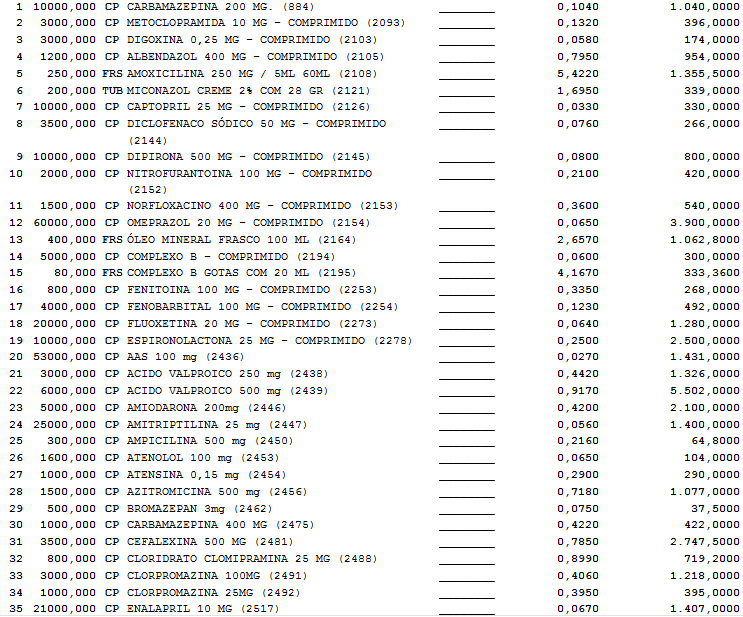 1 10000,000 CP CARBAMAZEPINA 200 MG. (884) ________ 0,1040 1.040,0000
2 3000,000 CP METOCLOPRAMIDA 10 MG - COMPRIMIDO (2093) ________ 0,1320 396,0000
3 3000,000 CP DIGOXINA 0,25 MG - COMPRIMIDO (2103) ________ 0,0580 174,0000
4 1200,000 CP ALBENDAZOL 400 MG - COMPRIMIDO (2105) ________ 0,7950 954,0000
5 250,000 FRS AMOXICILINA 250 MG / 5ML 60ML (2108) ________ 5,4220 1.355,5000
6 200,000 TUB MICONAZOL CREME 2% COM 28 GR (2121) ________ 1,6950 339,0000
7 10000,000 CP CAPTOPRIL 25 MG - COMPRIMIDO (2126) ________ 0,0330 330,0000
8 3500,000 CP DICLOFENACO SÓDICO 50 MG - COMPRIMIDO ________ 0,0760 266,0000
(2144)
9 10000,000 CP DIPIRONA 500 MG - COMPRIMIDO (2145) ________ 0,0800 800,0000
10 2000,000 CP NITROFURANTOINA 100 MG - COMPRIMIDO ________ 0,2100 420,0000
(2152)
11 1500,000 CP NORFLOXACINO 400 MG - COMPRIMIDO (2153) ________ 0,3600 540,0000
12 60000,000 CP OMEPRAZOL 20 MG - COMPRIMIDO (2154) ________ 0,0650 3.900,0000
13 400,000 FRS ÓLEO MINERAL FRASCO 100 ML (2164) ________ 2,6570 1.062,8000
14 5000,000 CP COMPLEXO B - COMPRIMIDO (2194) ________ 0,0600 300,0000
15 80,000 FRS COMPLEXO B GOTAS COM 20 ML (2195) ________ 4,1670 333,3600
16 800,000 CP FENITOINA 100 MG - COMPRIMIDO (2253) ________ 0,3350 268,0000
17 4000,000 CP FENOBARBITAL 100 MG - COMPRIMIDO (2254) ________ 0,1230 492,0000
18 20000,000 CP FLUOXETINA 20 MG - COMPRIMIDO (2273) ________ 0,0640 1.280,0000
19 10000,000 CP ESPIRONOLACTONA 25 MG - COMPRIMIDO (2278) ________ 0,2500 2.500,0000
20 53000,000 CP AAS 100 mg (2436) ________ 0,0270 1.431,0000
21 3000,000 CP ACIDO VALPROICO 250 mg (2438) ________ 0,4420 1.326,0000
22 6000,000 CP ACIDO VALPROICO 500 mg (2439) ________ 0,9170 5.502,0000
23 5000,000 CP AMIODARONA 200mg (2446) ________ 0,4200 2.100,0000
24 25000,000 CP AMITRIPTILINA 25 mg (2447) ________ 0,0560 1.400,0000
25 300,000 CP AMPICILINA 500 mg (2450) ________ 0,2160 64,8000
26 1600,000 CP ATENOLOL 100 mg (2453) ________ 0,0650 104,0000
27 1000,000 CP ATENSINA 0,15 mg (2454) ________ 0,2900 290,0000
28 1500,000 CP AZITROMICINA 500 mg (2456) ________ 0,7180 1.077,0000
29 500,000 CP BROMAZEPAN 3mg (2462) ________ 0,0750 37,5000
30 1000,000 CP CARBAMAZEPINA 400 MG (2475) ________ 0,4220 422,0000
31 3500,000 CP CEFALEXINA 500 MG (2481) ________ 0,7850 2.747,5000
32 800,000 CP CLORIDRATO CLOMIPRAMINA 25 MG (2488) ________ 0,8990 719,2000
33 3000,000 CP CLORPROMAZINA 100MG (2491) ________ 0,4060 1.218,0000
34 1000,000 CP CLORPROMAZINA 25MG (2492) ________ 0,3950 395,0000
35 21000,000 CP ENALAPRIL 10 MG (2517) ________ 0,0670 1.407,0000